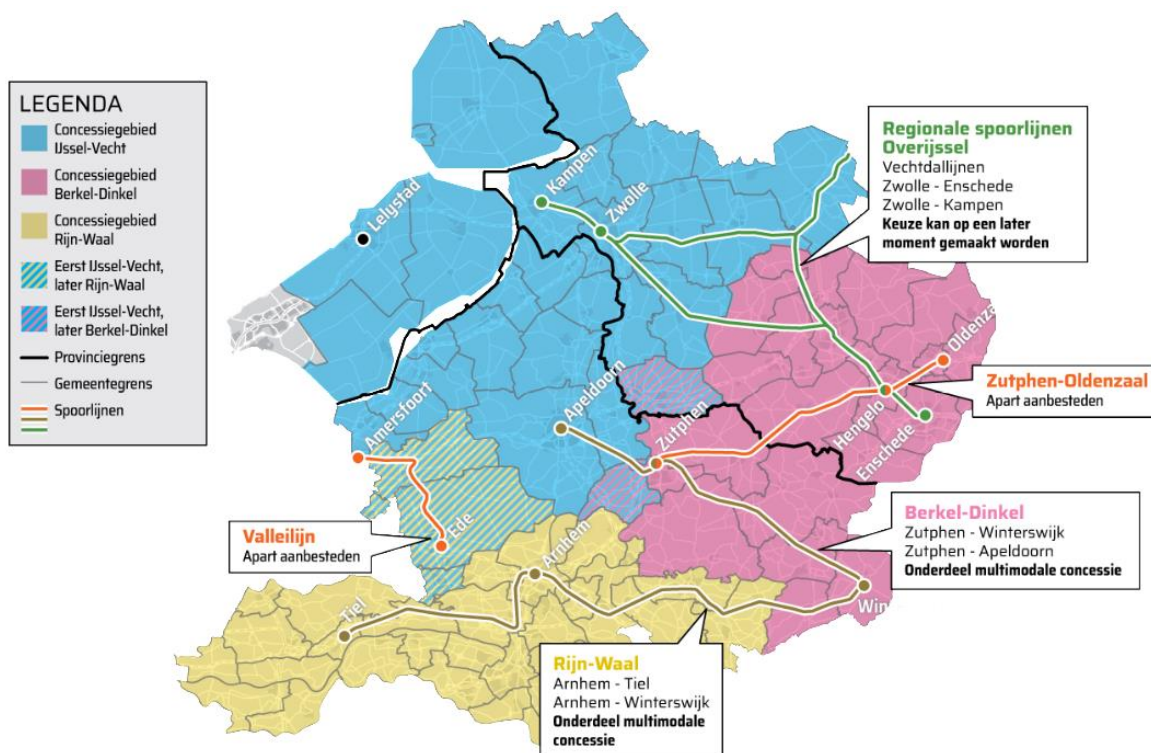 LEGENDA
Concessiegebied
IJssel-Vecht
Concessiegebied
Berkel-Dinkel
Concessiegebied
Rijn-Waal
Eerst IJssel-Vecht,
later Rijn-Waal
Eerst IJssel-Vecht,
later Berkel-Dinkel
Provinciegrens
Gemeentegrens
Spoorlijnen
Lelystad
Kampen
Zwolle
Regionale spoorlijnen
Overijssel
Vechtdallijnen
Zwolle - Enschede
Zwolle - Kampen
Keuze kan op een later
moment gemaakt worden
Amersfoort
Apeldoorn
Zutphen
Hengelo
Oldenza
Enschede
Zutphen-Oldenzaal
Apart aanbesteden
Ede
Valleilijn
Apart aanbesteden
Arnhem
Tiel
Win
Berkel-Dinkel
Zutphen - Winterswijk
Zutphen - Apeldoorn
Onderdeel multimodale concessie
Rijn-Waal
Arnhem - Tiel
Arnhem - Winterswijk
Onderdeel multimodale
concessie